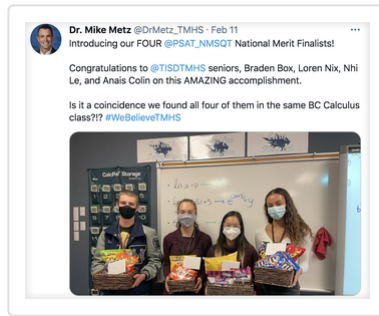 Dr. Mike Metz @DrMetz_TMHS · Feb 11
Introducing our FOUR @PSAT_NMSQT National Merit Finalists!
Congratulations to @TISDTMHS seniors, Braden Box, Loren Nix, Nhi
Le, and Anais Colin on this AMAZING accomplishment.
Is it a coincidence we found all four of them in the same BC Calculus
class?!? #WeBelieveTMHS
Storage